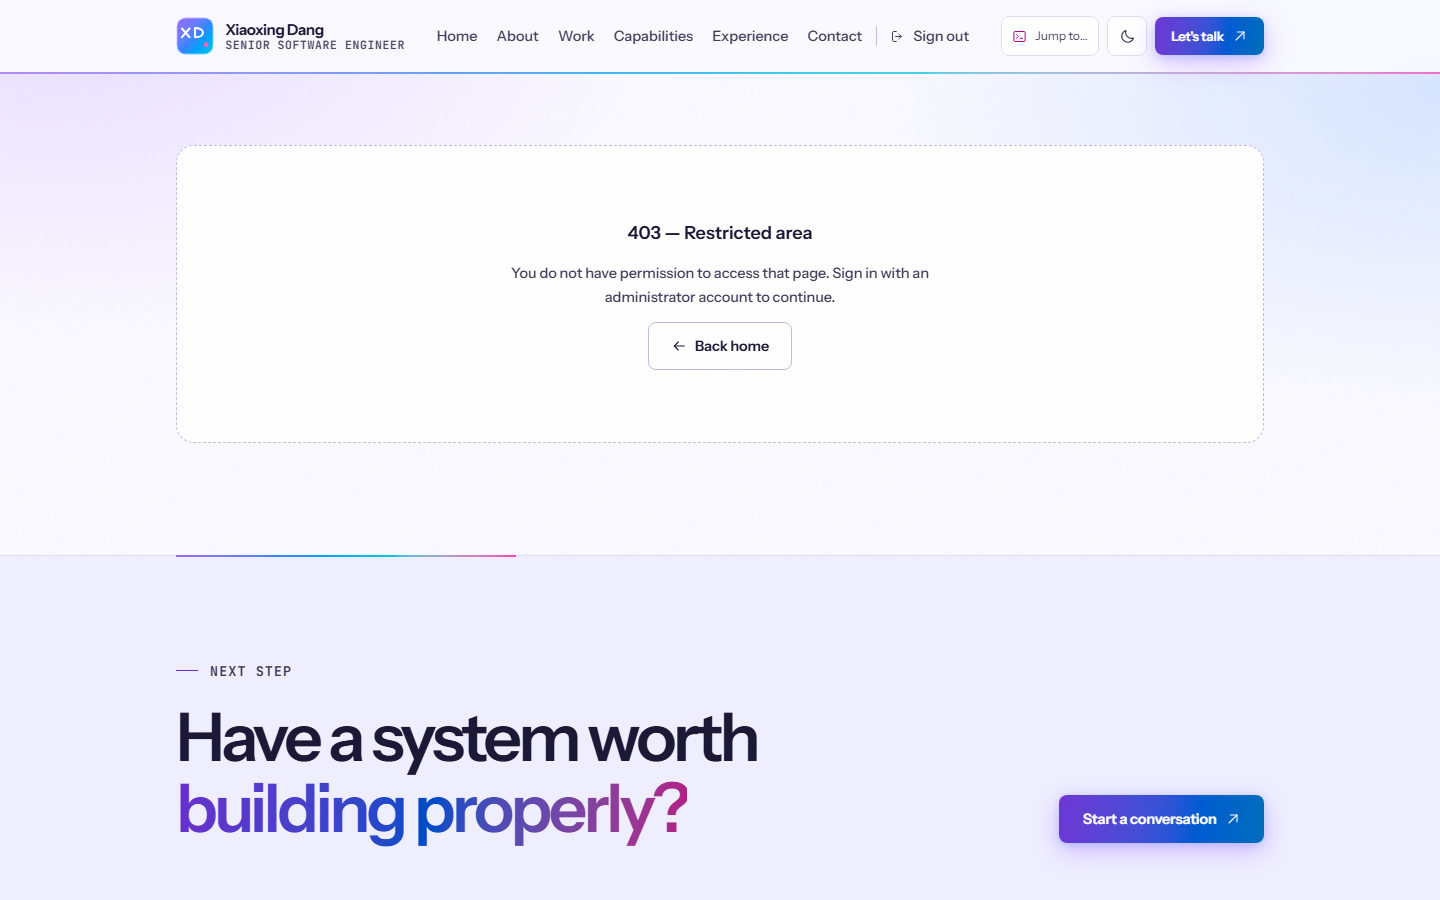 XD
Xiaoxing Dang
SENIOR SOFTWARE ENGINEER
Home About Work Capabilities Experience Contact Sign out Jump to... Let's talk
403 — Restricted area
You do not have permission to access that page. Sign in with an
administrator account to continue.
Back home
NEXT STEP
Have a system worth
building properly?
Start a conversation